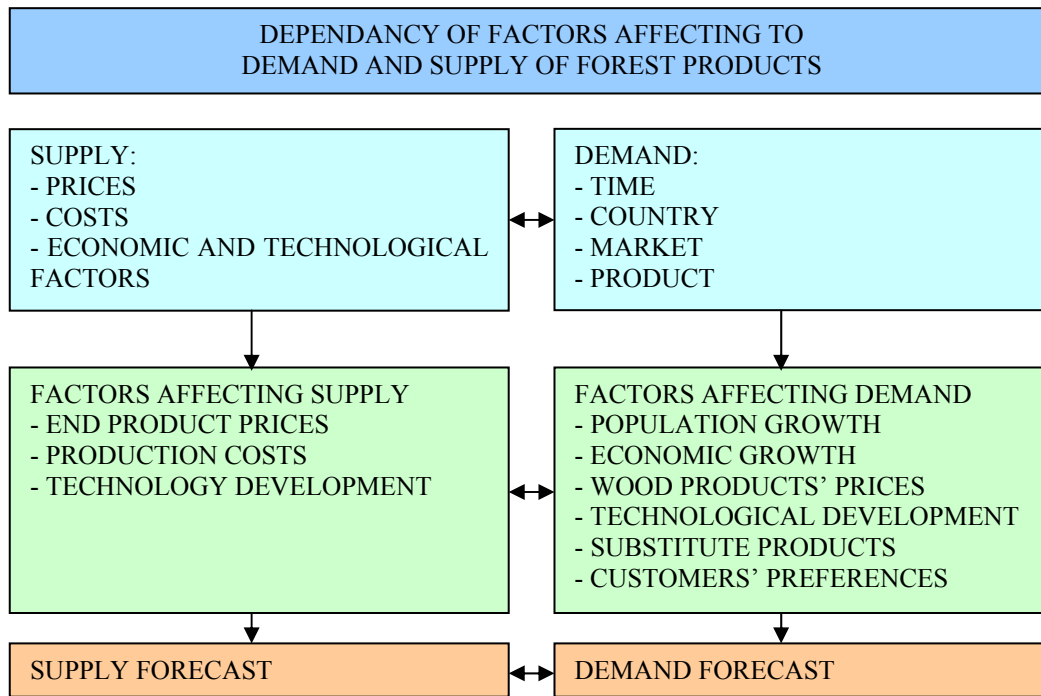 DEPENDANCY OF FACTORS AFFECTING TO
DEMAND AND SUPPLY OF FOREST PRODUCTS
SUPPLY:
- PRICES
- COSTS
- ECONOMIC AND TECHNOLOGICAL
FACTORS
DEMAND:
- TIME
- COUNTRY
- MARKET
- PRODUCT
FACTORS AFFECTING SUPPLY
- END PRODUCT PRICES
- PRODUCTION COSTS
- TECHNOLOGY DEVELOPMENT
FACTORS AFFECTING DEMAND
- POPULATION GROWTH
- ECONOMIC GROWTH
- WOOD PRODUCTS’ PRICES
- TECHNOLOGICAL DEVELOPMENT
- SUBSTITUTE PRODUCTS
- CUSTOMERS’ PREFERENCES
SUPPLY FORECAST
DEMAND FORECAST